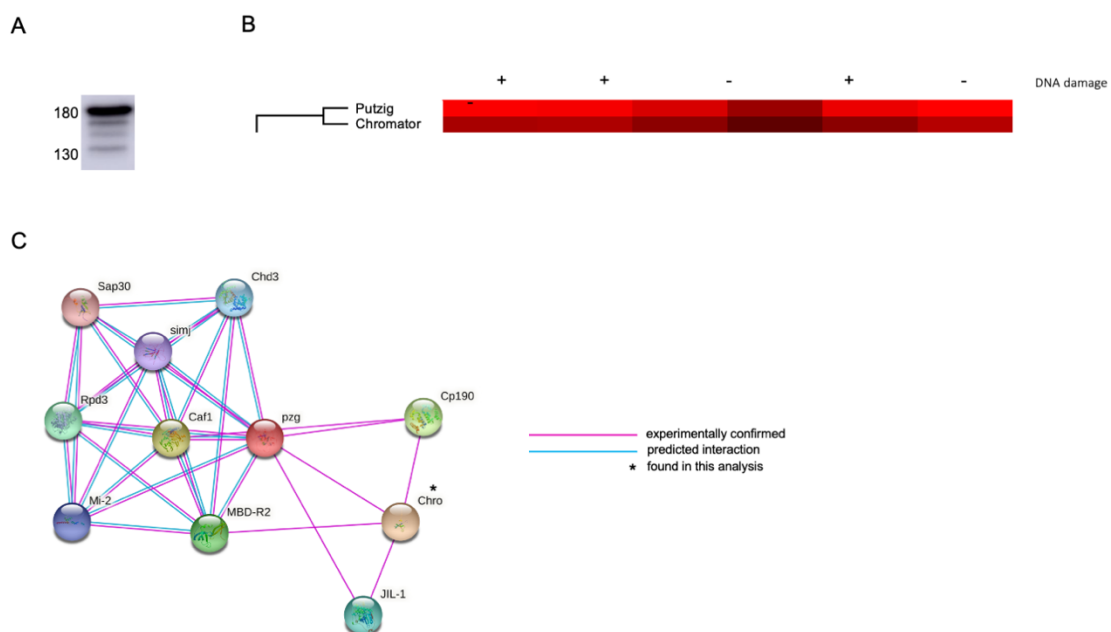 A
B
+ + - + - DNA damage
180
130
- Putzig
Chromator
C
Chd3
Sap30
simj
Cp190
Rpd3
Caf1
pzg
experimentally confirmed
predicted interaction
* found in this analysis
*
Chro
Mi-2
MBD-R2
JIL-1